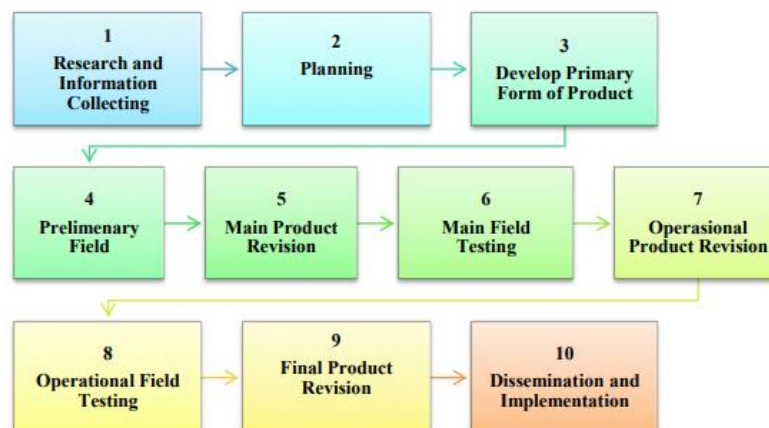 1
Research and
Information
Collecting
2
Planning
3
Develop Primary
Form of Product
4
Prelimenary
Field
5
Main Product
Revision
6
Main Field
Testing
7
Operasional
Product Revision
8
Operational Field
Testing
9
Final Product
Revision
10
Dissemination and
Implementation